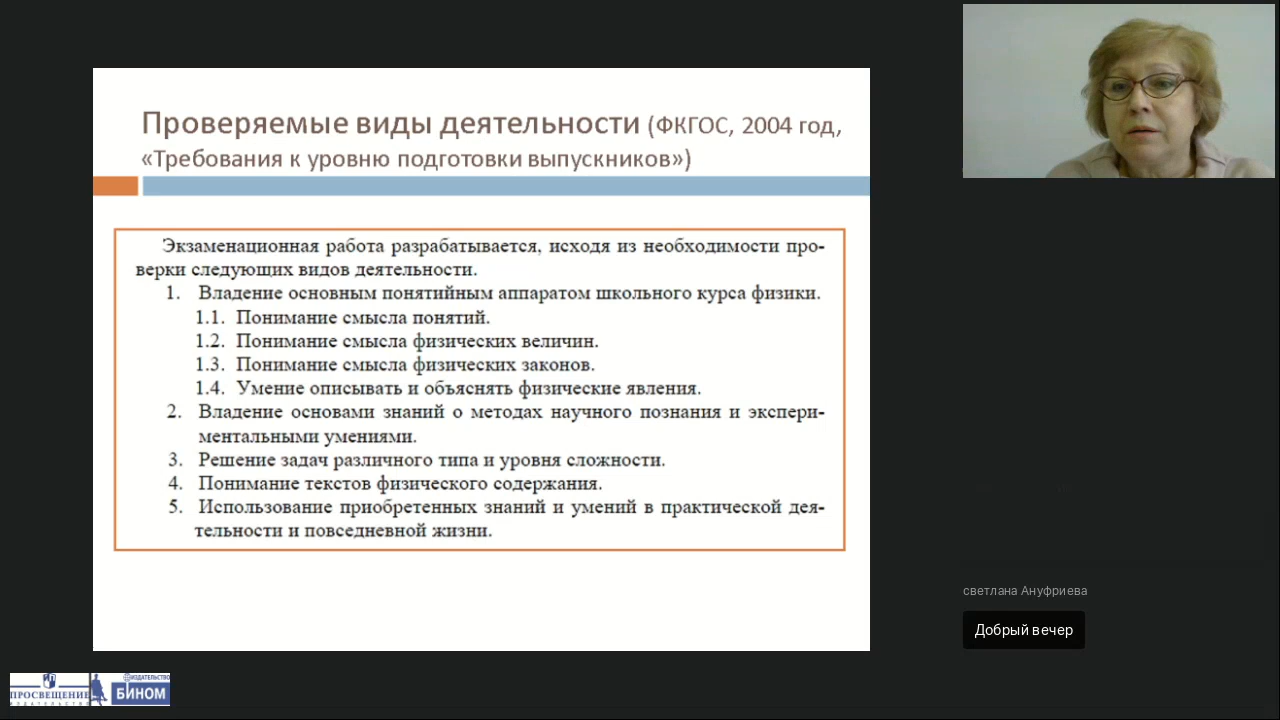 Проверяемые виды деятельности (ФКГОС, 2004 год,
«Требования к уровню подготовки выпускников»)
Экзаменационная работа разрабатывается, исходя из необходимости про-
верки следующих видов деятельности.
1. Владение основным понятийным аппаратом школьного курса физики.
1.1. Понимание смысла понятий.
1.2. Понимание смысла физических величин.
1.3. Понимание смысла физических законов.
1.4. Умение описывать и объяснять физические явления.
2. Владение основами знаний о методах научного познания и экспери-
ментальными умениями.
3. Решение задач различного типа и уровня сложности.
4. Понимание текстов физического содержания.
5. Использование приобретенных знаний и умений в практической дея-
тельности и повседневной жизни.
светлана Ануфриева
Добрый вечер
ПРОСВЕЩЕНИЕ
ИЗДАТЕЛЬСТВО
ИЗДАТЕЛЬСТВО
БИНОМ